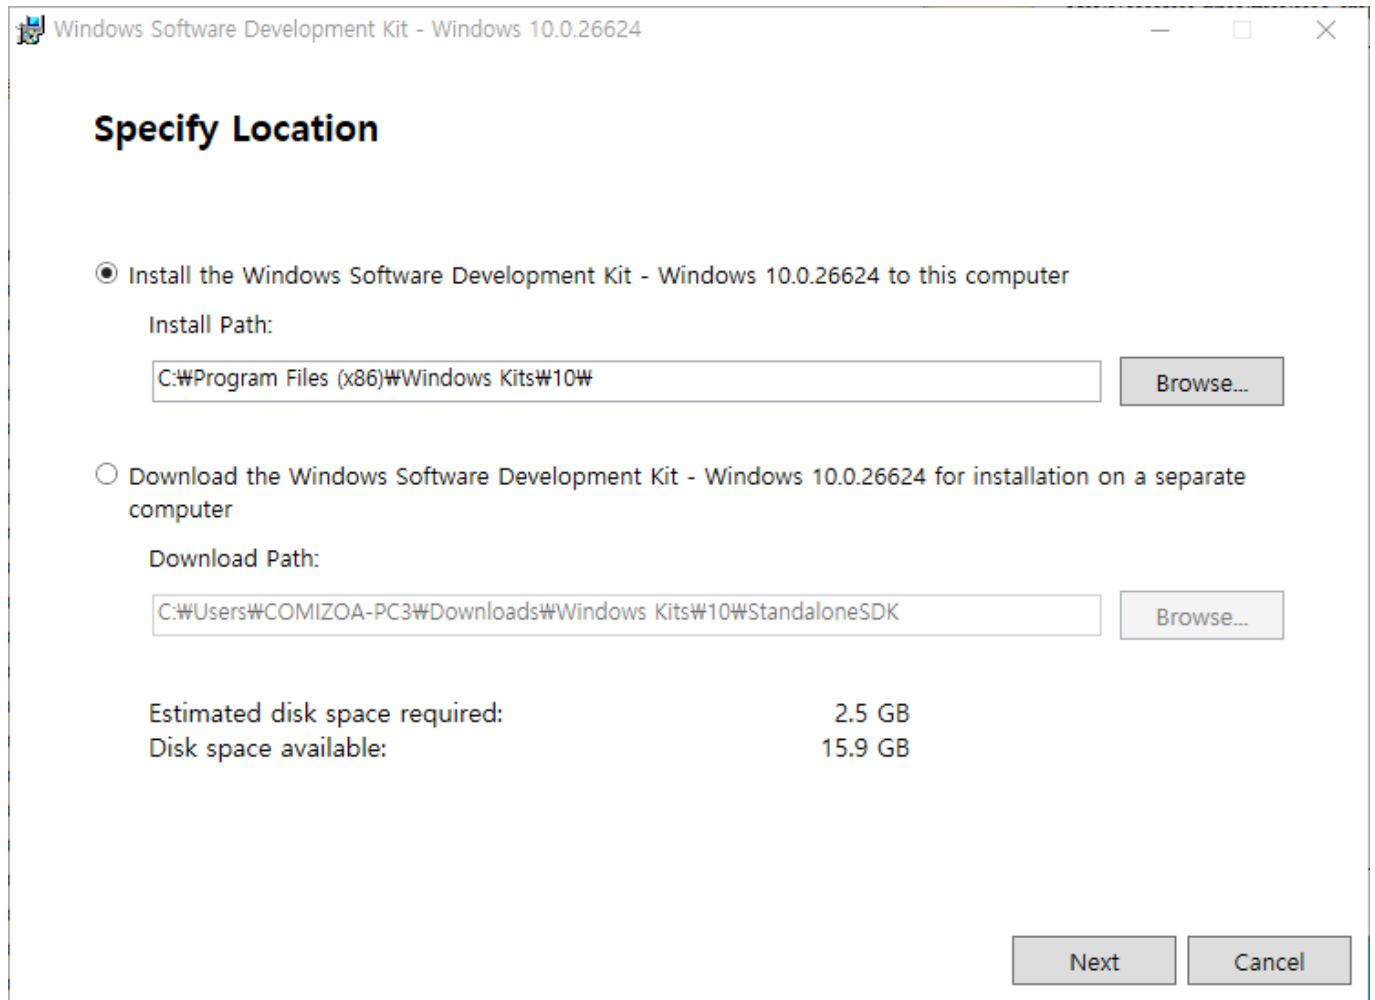 Windows Software Development Kit - Windows 10.0.26624
Specify Location
Install the Windows Software Development Kit - Windows 10.0.26624 to this computer
Install Path:
C:₩Program Files (x86)₩Windows Kits₩10₩
Browse...
Download the Windows Software Development Kit - Windows 10.0.26624 for installation on a separate
computer
Download Path:
C:₩Users₩COMIZOA-PC3₩Downloads₩Windows Kits₩10₩StandaloneSDK
Browse...
Estimated disk space required: 2.5 GB
Disk space available: 15.9 GB
Next Cancel